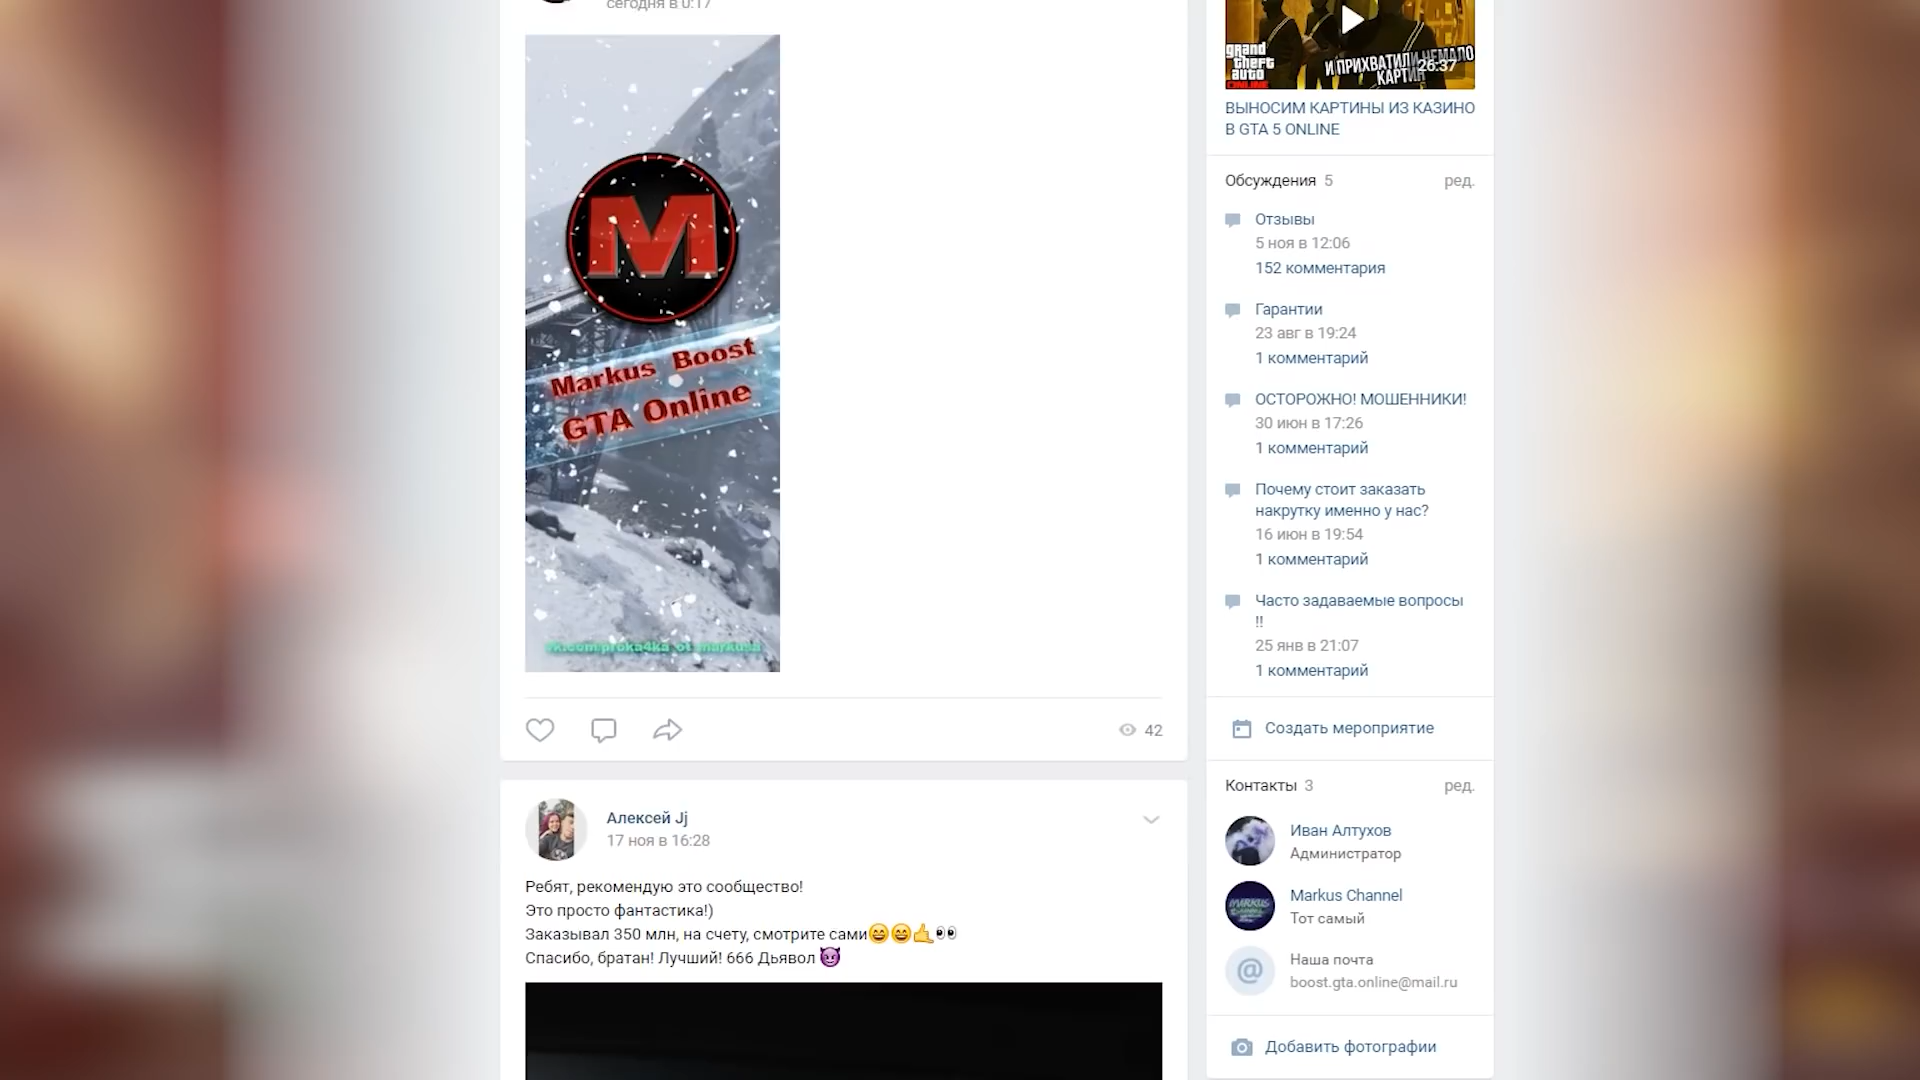 сегодня в 0:17
Markus Boost
GTA Online
vk.com/proka4ka_ot_markusa
42
Алексей Jj
17 ноя в 16:28
Ребят, рекомендую это сообщество!
Это просто фантастика!)
Заказывал 350 млн, на счету, смотрите сами😄😄🤙👀
Спасибо, братан! Лучший! 666 Дьявол 😈
grand
theft
auto
ONLINE
И ПРИХВАТИЛИ НЕМАЛО
КАРТИН
26:37
ВЫНОСИМ КАРТИНЫ ИЗ КАЗИНО
В GTA 5 ONLINE
Обсуждения 5 ред.
Отзывы
5 ноя в 12:06
152 комментария
Гарантии
23 авг в 19:24
1 комментарий
ОСТОРОЖНО! МОШЕННИКИ!
30 июн в 17:26
1 комментарий
Почему стоит заказать
накрутку именно у нас?
16 июн в 19:54
1 комментарий
Часто задаваемые вопросы
!!
25 янв в 21:07
1 комментарий
Создать мероприятие
Контакты 3 ред.
Иван Алтухов
Администратор
Markus Channel
Тот самый
Наша почта
boost.gta.online@mail.ru
Добавить фотографии